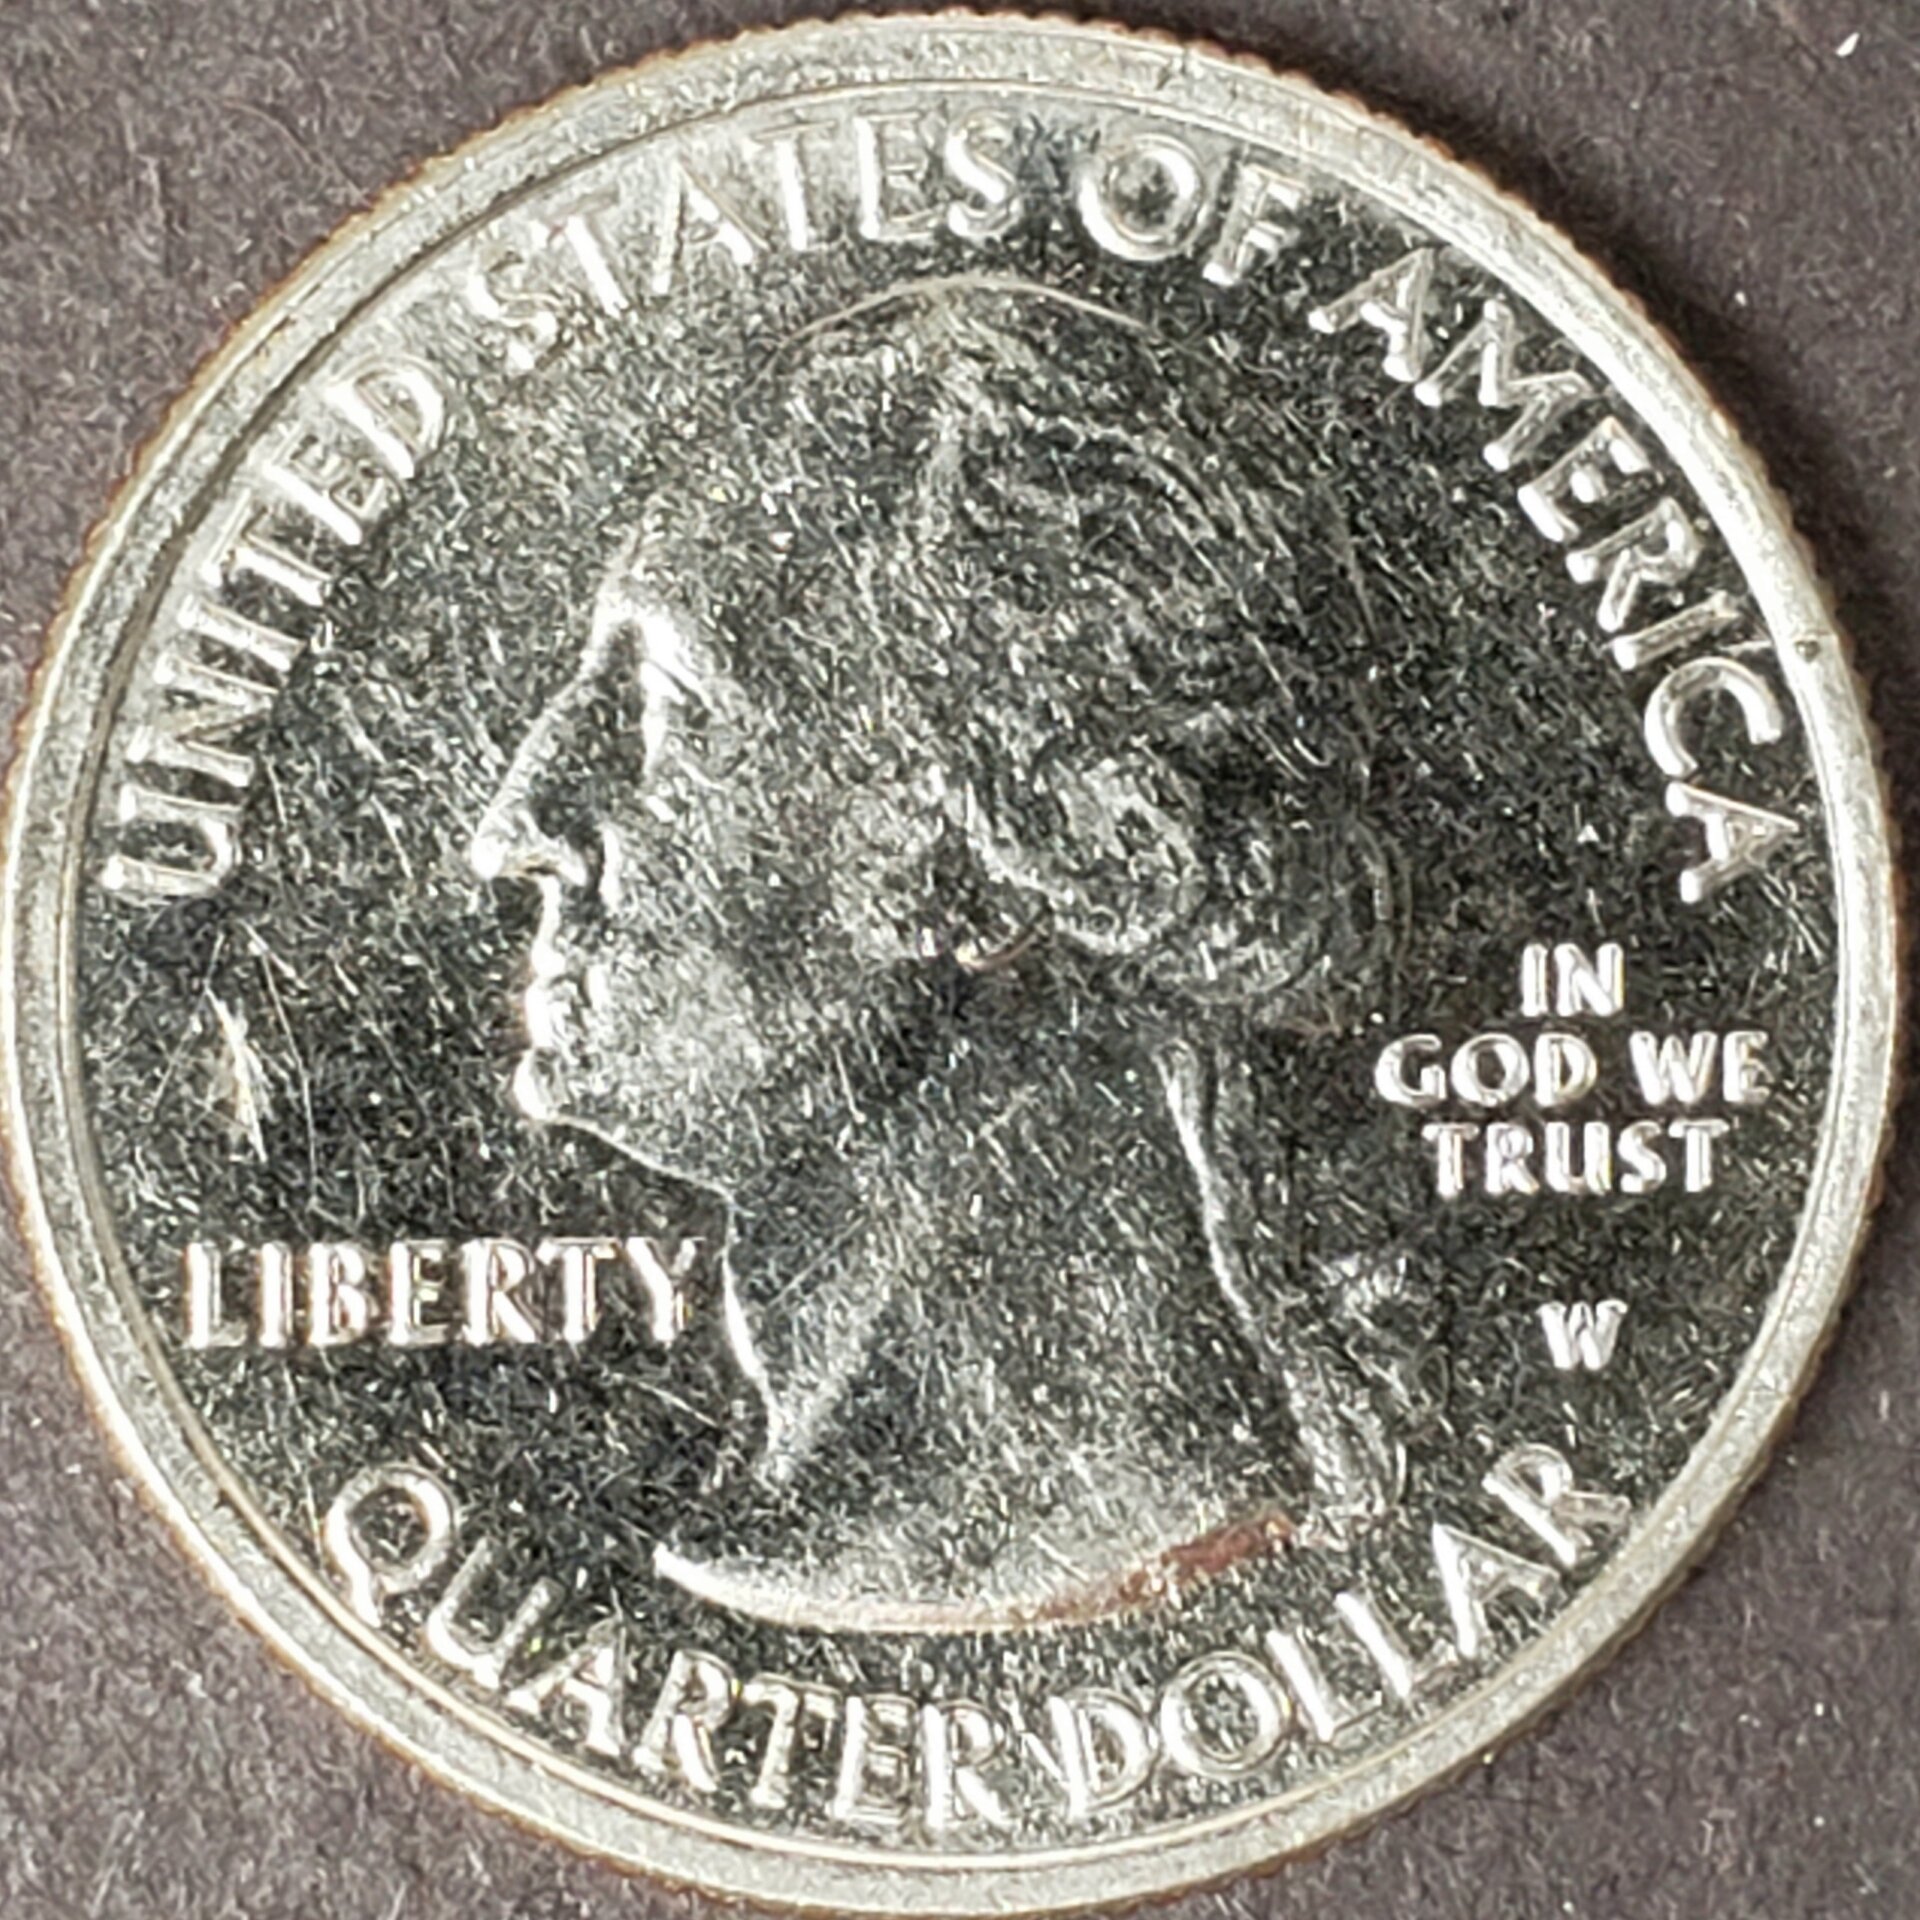 UNITED STATES OF AMERICA
IN
GOD WE
TRUST
LIBERTY
W
QUARTER DOLLAR